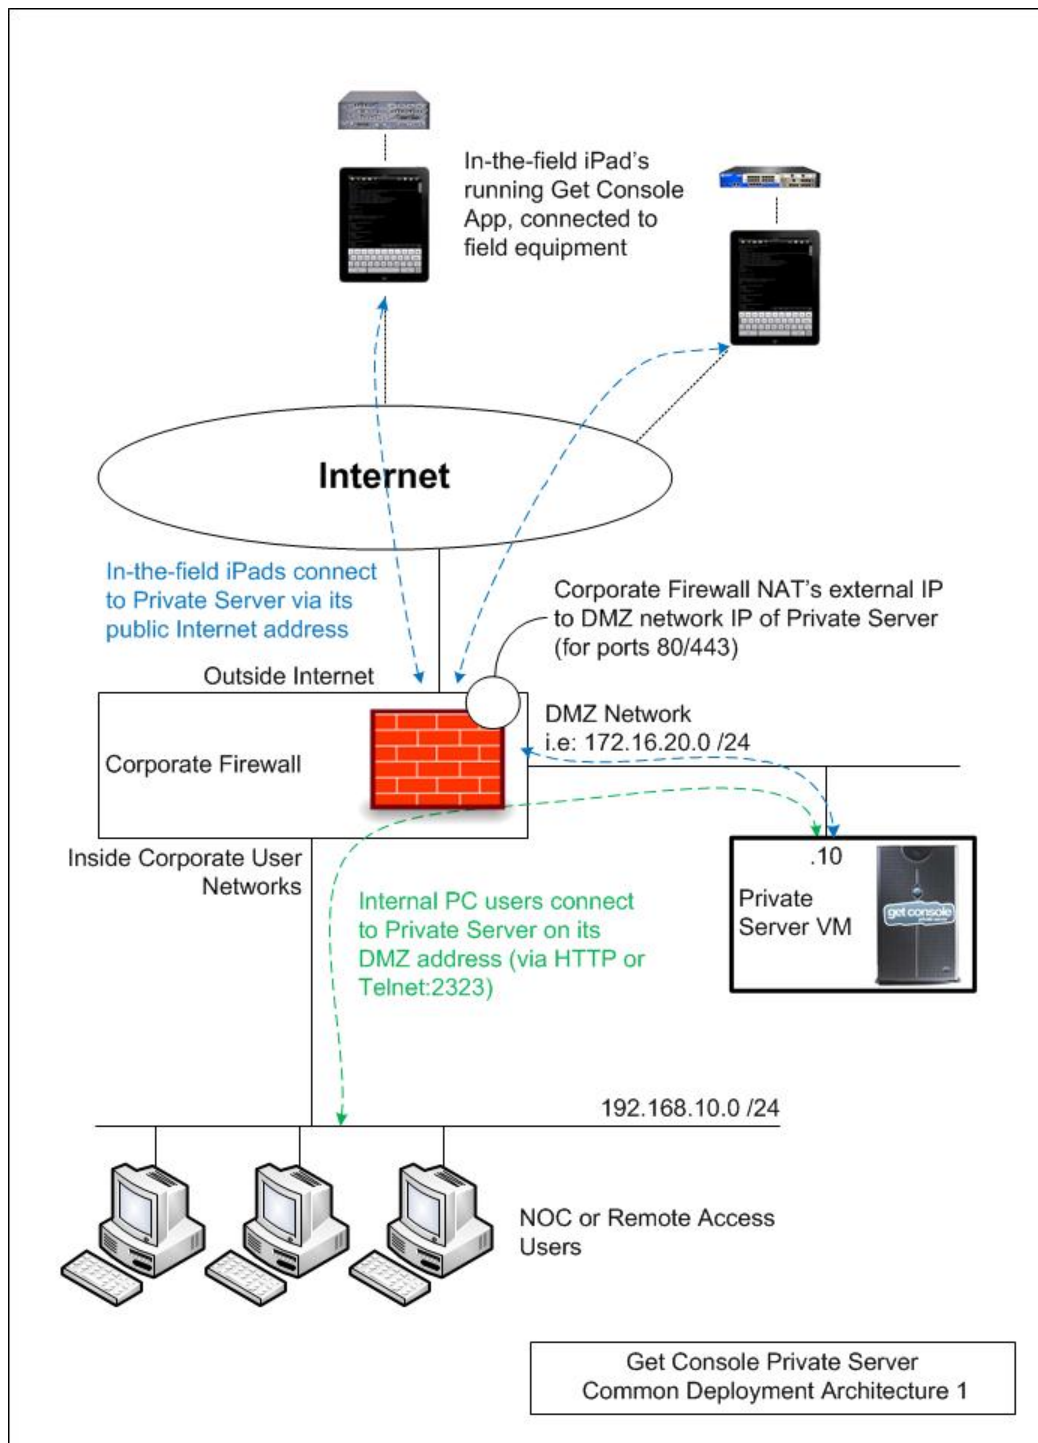 In-the-field iPad's
running Get Console
App, connected to
field equipment
Internet
In-the-field iPads connect
to Private Server via its
public Internet address
Corporate Firewall NAT's external IP
to DMZ network IP of Private Server
(for ports 80/443)
Outside Internet
DMZ Network
i.e: 172.16.20.0 /24
Corporate Firewall
Inside Corporate User
Networks
.10
Private
Server VM
get console
private server
Internal PC users connect
to Private Server on its
DMZ address (via HTTP or
Telnet:2323)
192.168.10.0 /24
NOC or Remote Access
Users
Get Console Private Server
Common Deployment Architecture 1